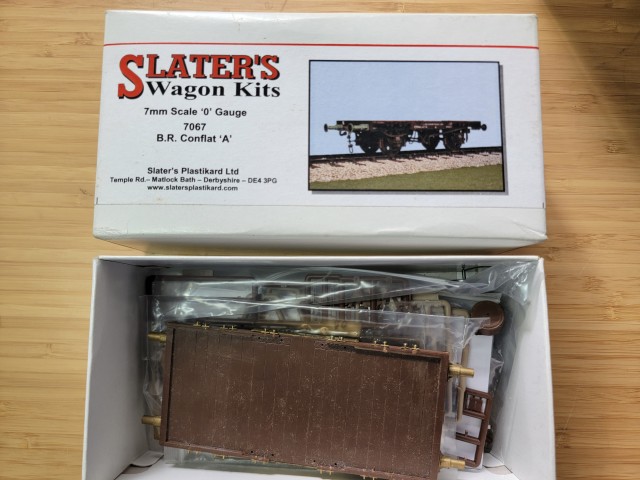 SLATER'S
Wagon Kits
7mm Scale '0' Gauge
7067
B.R. Conflat 'A'
Slater's Plastikard Ltd
Temple Rd.– Matlock Bath – Derbyshire – DE4 3PG
www.slatersplastikard.com